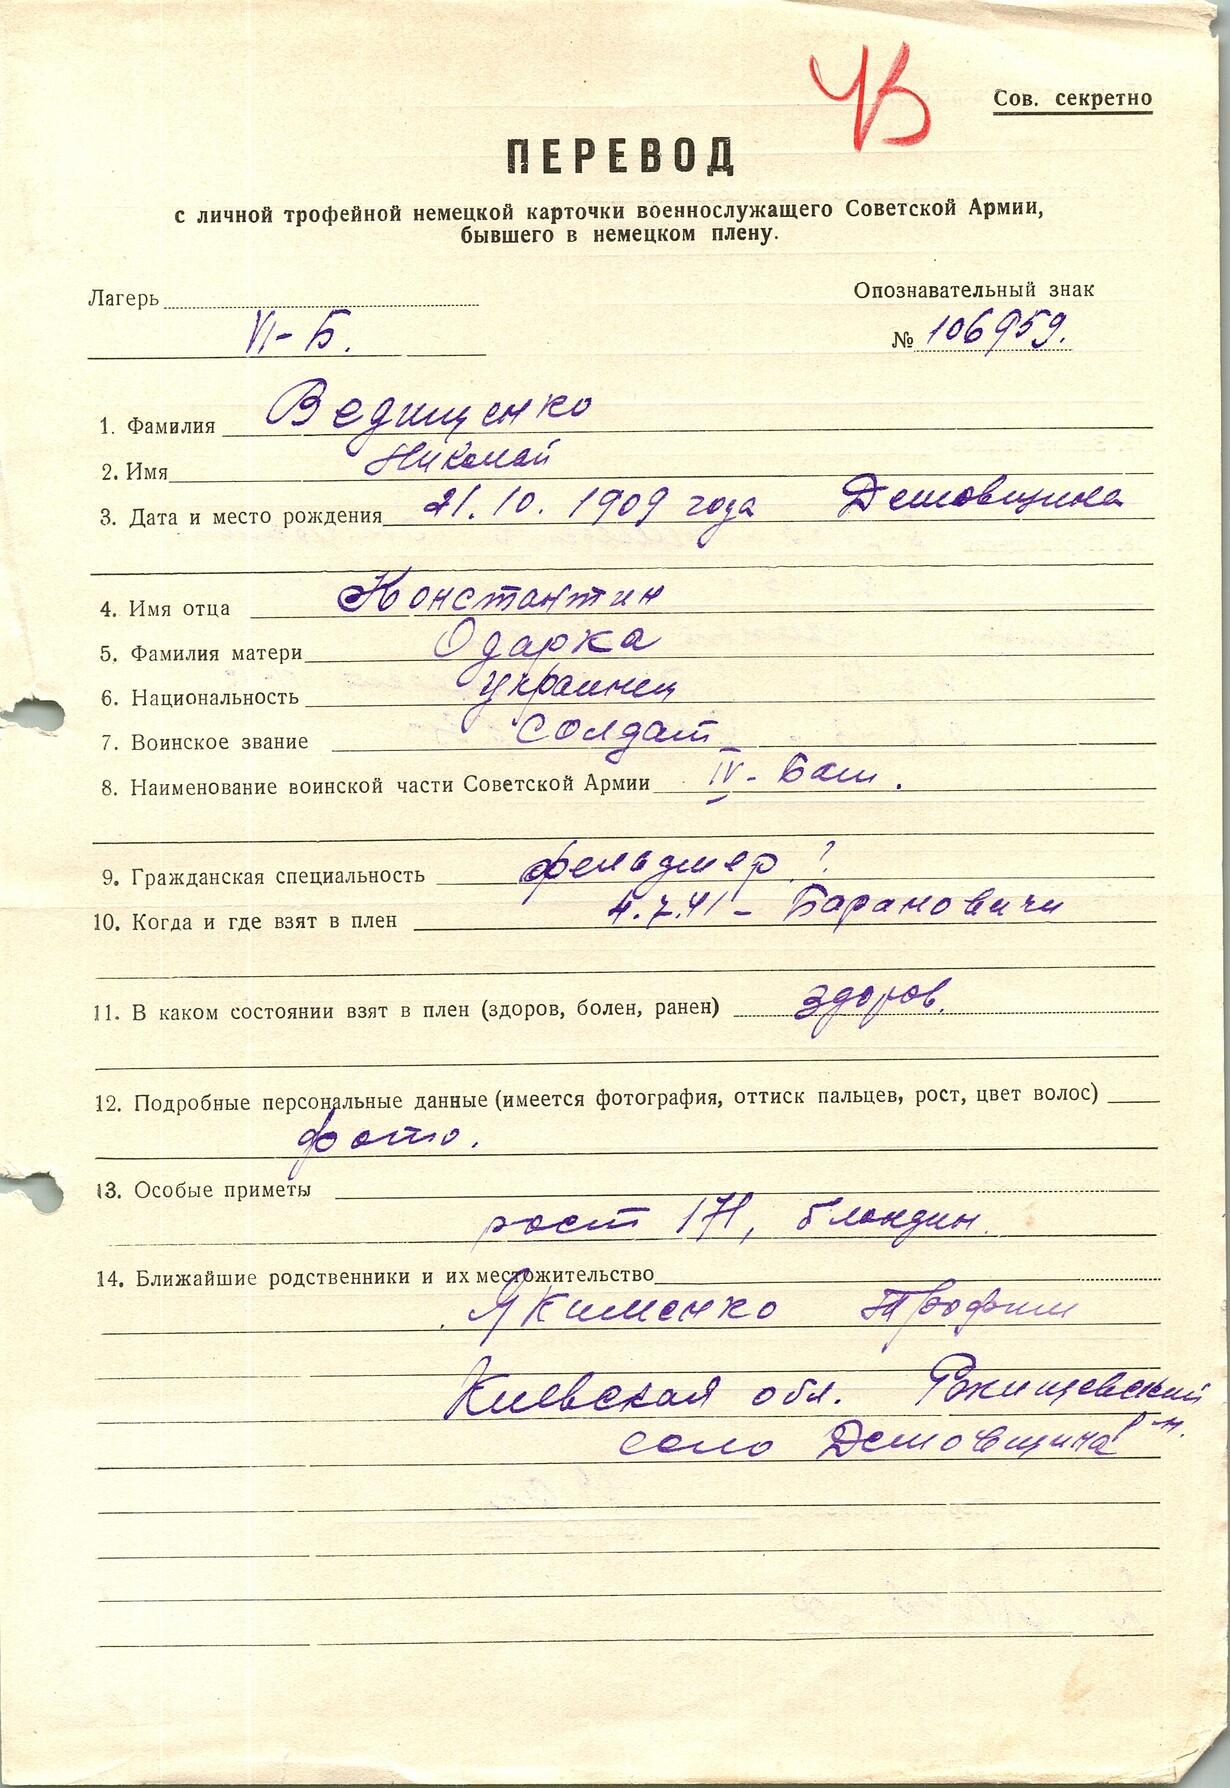 ЧВ
Сов. секретно
ПЕРЕВОД
с личной трофейной немецкой карточки военнослужащего Советской Армии,
бывшего в немецком плену.
Лагерь
Опознавательный знак
VI-Б.
№ 106959.
1. Фамилия Ведищенко
2. Имя Николай
3. Дата и место рождения 21. 10. 1909 года Демовщина
4. Имя отца Константин
5. Фамилия матери Одарка
6. Национальность украинец
7. Воинское звание солдат
8. Наименование воинской части Советской Армии IV- Бат.
9. Гражданская специальность фельдшер ?
10. Когда и где взят в плен 4.7.41 - Барановичи
11. В каком состоянии взят в плен (здоров, болен, ранен) здоров.
12. Подробные персональные данные (имеется фотография, оттиск пальцев, рост, цвет волос)
фото.
13. Особые приметы
рост 171, блондин.
14. Ближайшие родственники и их местожительство
Якименко Трофим
Киевская обл. Ржищевский
р-н.
село Демовщина